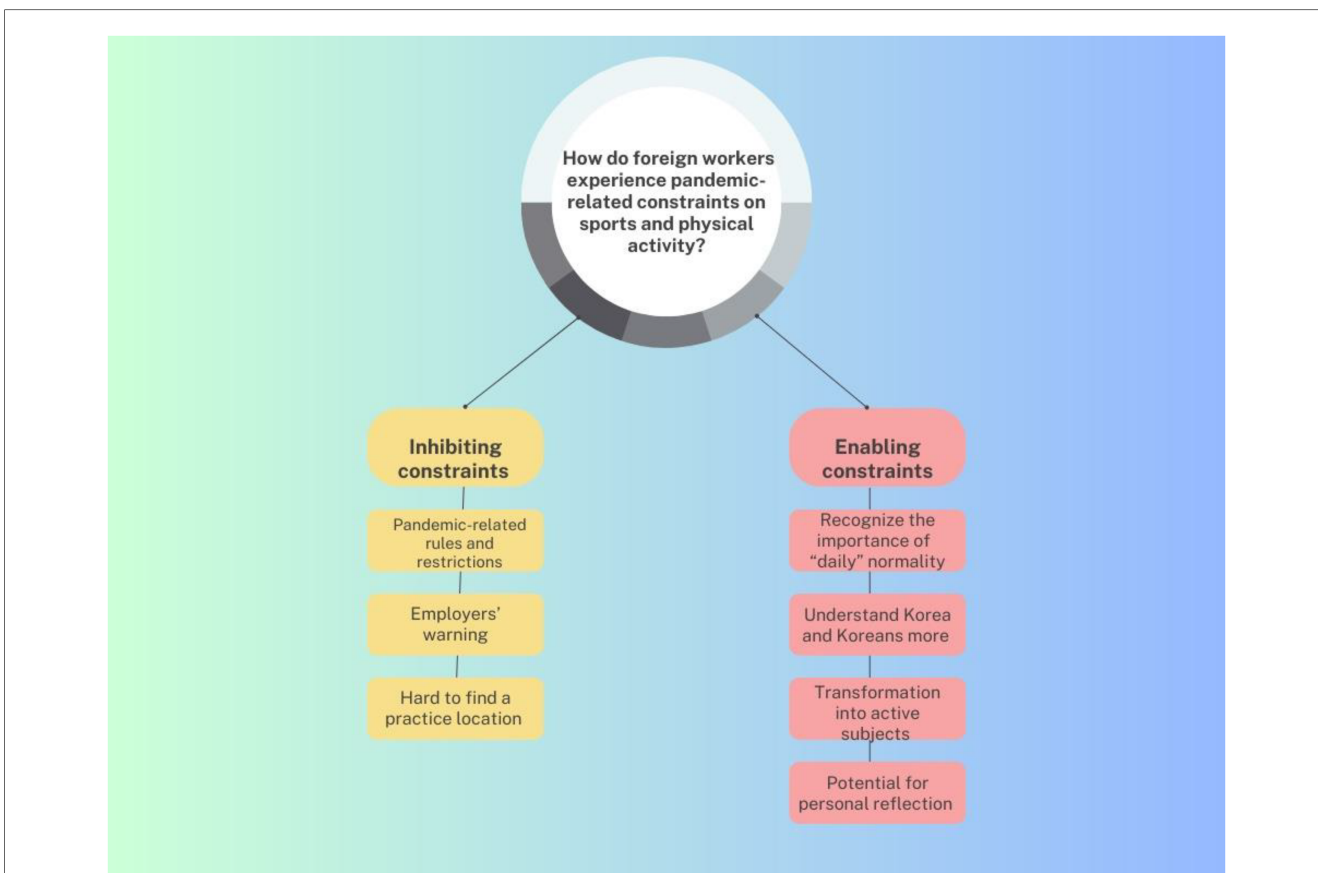 How do foreign workers
experience pandemic-
related constraints on
sports and physical
activity?
Inhibiting
constraints
Pandemic-related
rules and
restrictions
Employers’
warning
Hard to find a
practice location
Enabling
constraints
Recognize the
importance of
“daily” normality
Understand Korea
and Koreans more
Transformation
into active
subjects
Potential for
personal reflection